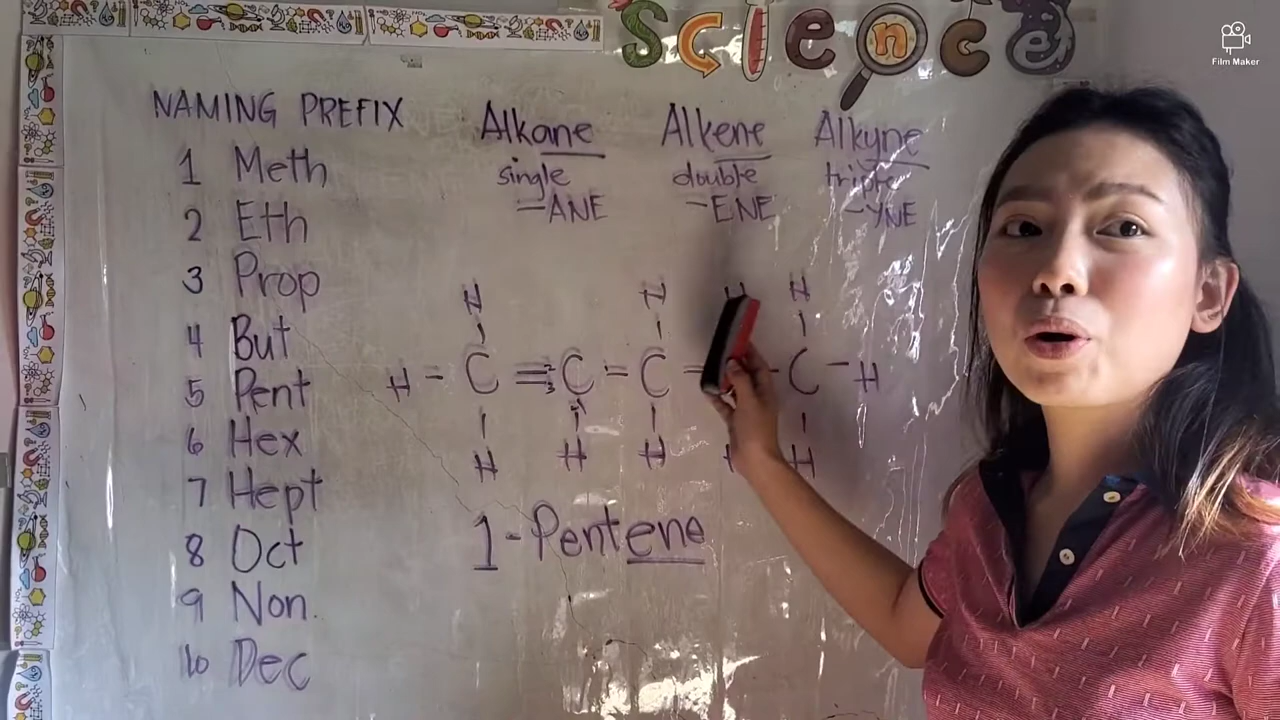 Science
Film Maker
NAMING PREFIX
1 Meth
2 Eth
3 Prop
4 But
5 Pent
6 Hex
7 Hept
8 Oct
9 Non.
10 Dec
Alkane
single
-ANE
Alkene
double
-ENE
Alkyne
triple
-YNE
H H H H
H - C = C - C - C - H
H H H H H
1-Pentene